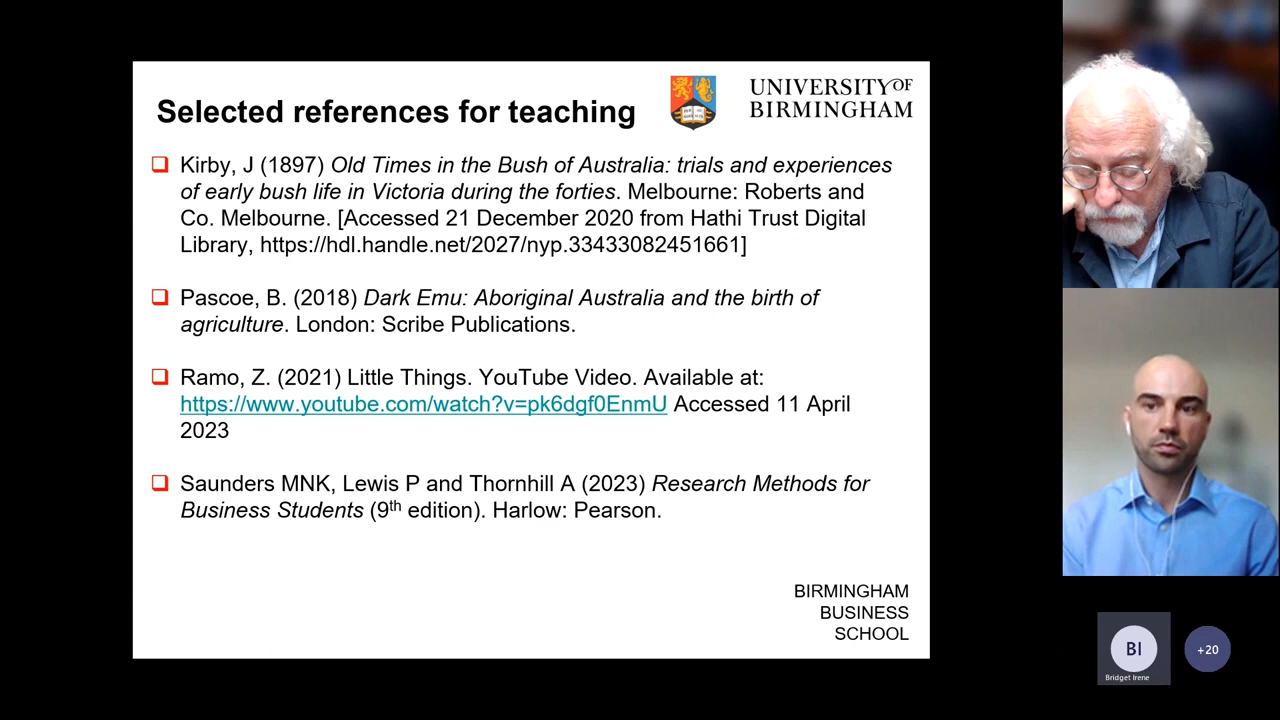 Selected references for teaching
UNIVERSITYOF
BIRMINGHAM
Kirby, J (1897) Old Times in the Bush of Australia: trials and experiences
of early bush life in Victoria during the forties. Melbourne: Roberts and
Co. Melbourne. [Accessed 21 December 2020 from Hathi Trust Digital
Library, https://hdl.handle.net/2027/nyp.33433082451661]
Pascoe, B. (2018) Dark Emu: Aboriginal Australia and the birth of
agriculture. London: Scribe Publications.
Ramo, Z. (2021) Little Things. YouTube Video. Available at:
https://www.youtube.com/watch?v=pk6dgf0EnmU Accessed 11 April
2023
Saunders MNK, Lewis P and Thornhill A (2023) Research Methods for
Business Students (9th edition). Harlow: Pearson.
BIRMINGHAM
BUSINESS
SCHOOL
BI
Bridget Irene
+20